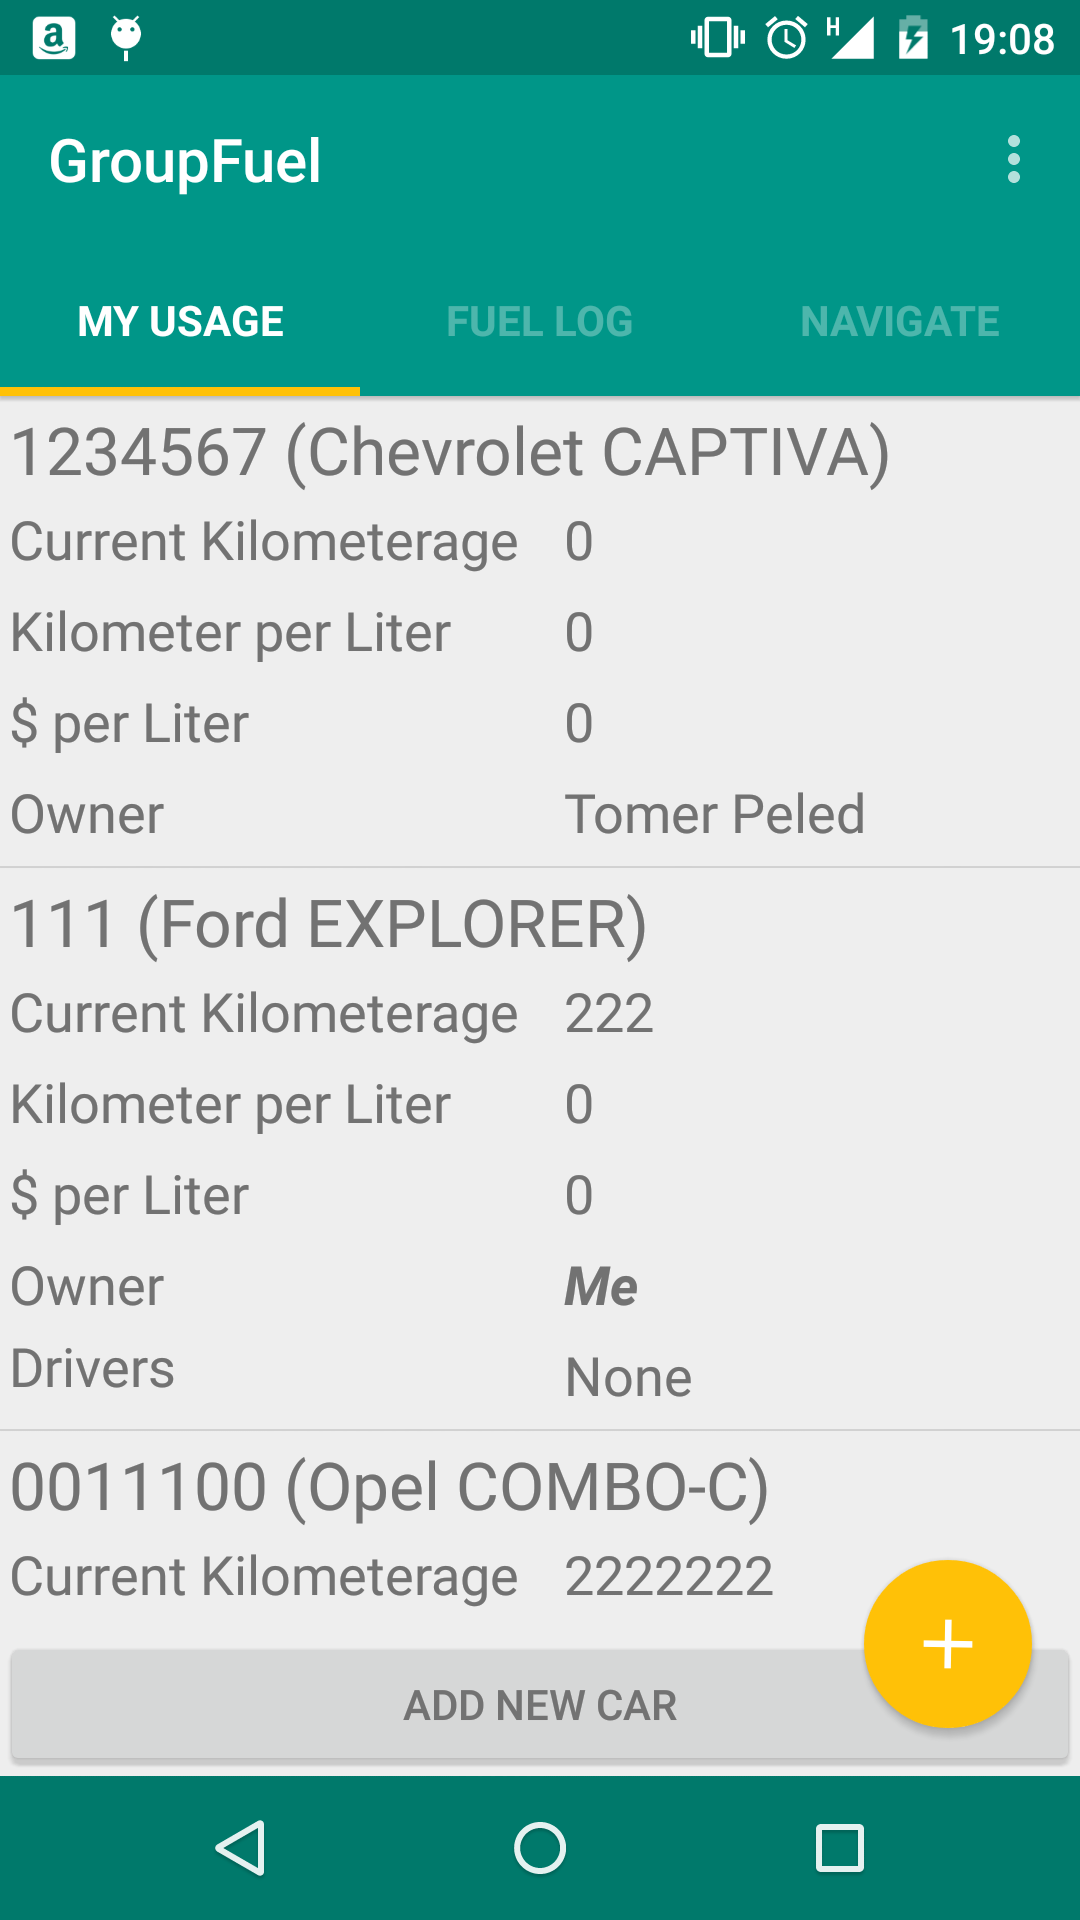 a H 19:08
GroupFuel
MY USAGE FUEL LOG NAVIGATE
1234567 (Chevrolet CAPTIVA)
Current Kilometerage 0
Kilometer per Liter 0
$ per Liter 0
Owner Tomer Peled
111 (Ford EXPLORER)
Current Kilometerage 222
Kilometer per Liter 0
$ per Liter 0
Owner Me
Drivers None
0011100 (Opel COMBO-C)
Current Kilometerage 2222222
ADD NEW CAR